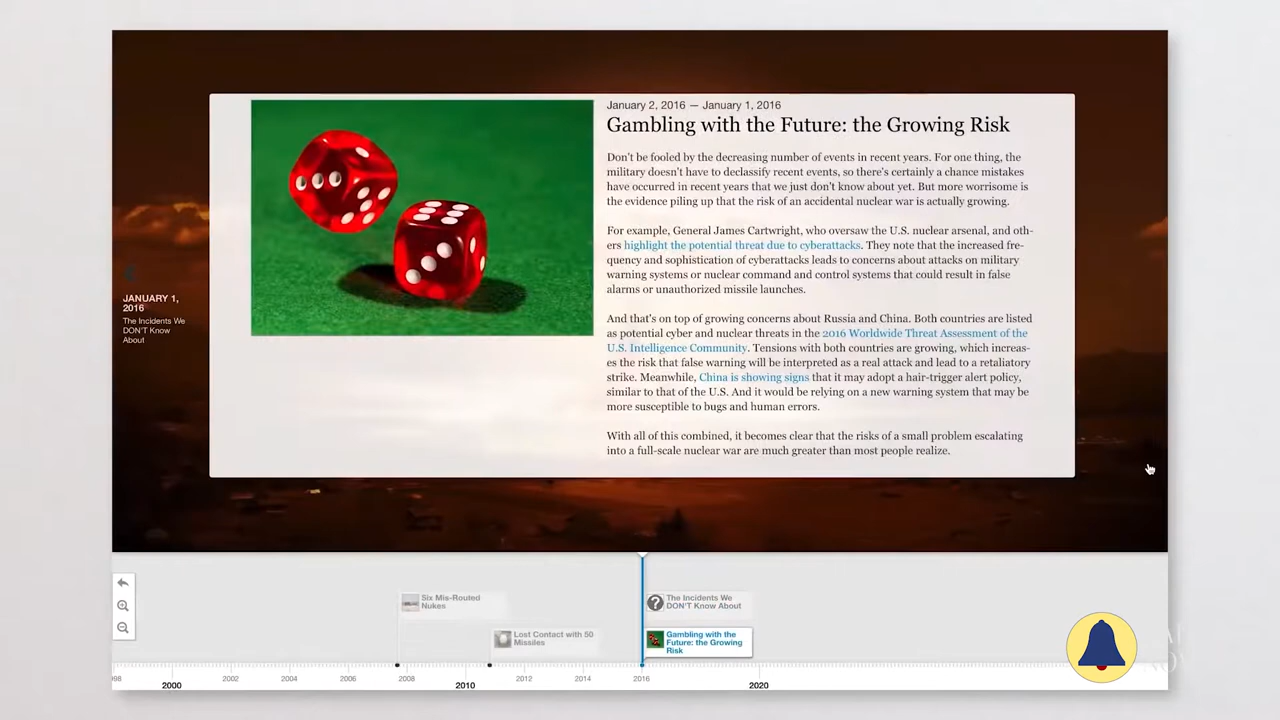 January 2, 2016 — January 1, 2016
Gambling with the Future: the Growing Risk
Don't be fooled by the decreasing number of events in recent years. For one thing, the
military doesn't have to declassify recent events, so there's certainly a chance mistakes
have occurred in recent years that we just don't know about yet. But more worrisome is
the evidence piling up that the risk of an accidental nuclear war is actually growing.
For example, General James Cartwright, who oversaw the U.S. nuclear arsenal, and oth-
ers highlight the potential threat due to cyberattacks. They note that the increased fre-
quency and sophistication of cyberattacks leads to concerns about attacks on military
warning systems or nuclear command and control systems that could result in false
alarms or unauthorized missile launches.
And that's on top of growing concerns about Russia and China. Both countries are listed
as potential cyber and nuclear threats in the 2016 Worldwide Threat Assessment of the
U.S. Intelligence Community. Tensions with both countries are growing, which increas-
es the risk that false warning will be interpreted as a real attack and lead to a retaliatory
strike. Meanwhile, China is showing signs that it may adopt a hair-trigger alert policy,
similar to that of the U.S. And it would be relying on a new warning system that may be
more susceptible to bugs and human errors.
With all of this combined, it becomes clear that the risks of a small problem escalating
into a full-scale nuclear war are much greater than most people realize.
JANUARY 1,
2016
The Incidents We
DON'T Know
About
Six Mis-Routed
Nukes
The Incidents We
DON'T Know About
Lost Contact with 50
Missiles
Gambling with the
Future: the Growing
Risk
98 2000 2002 2004 2006 2008 2010 2012 2014 2016 2020